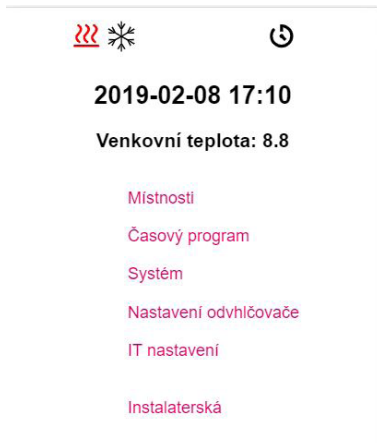 2019-02-08 17:10
Venkovní teplota: 8.8
Místnosti
Časový program
Systém
Nastavení odvhlčovače
IT nastavení
Instalaterská